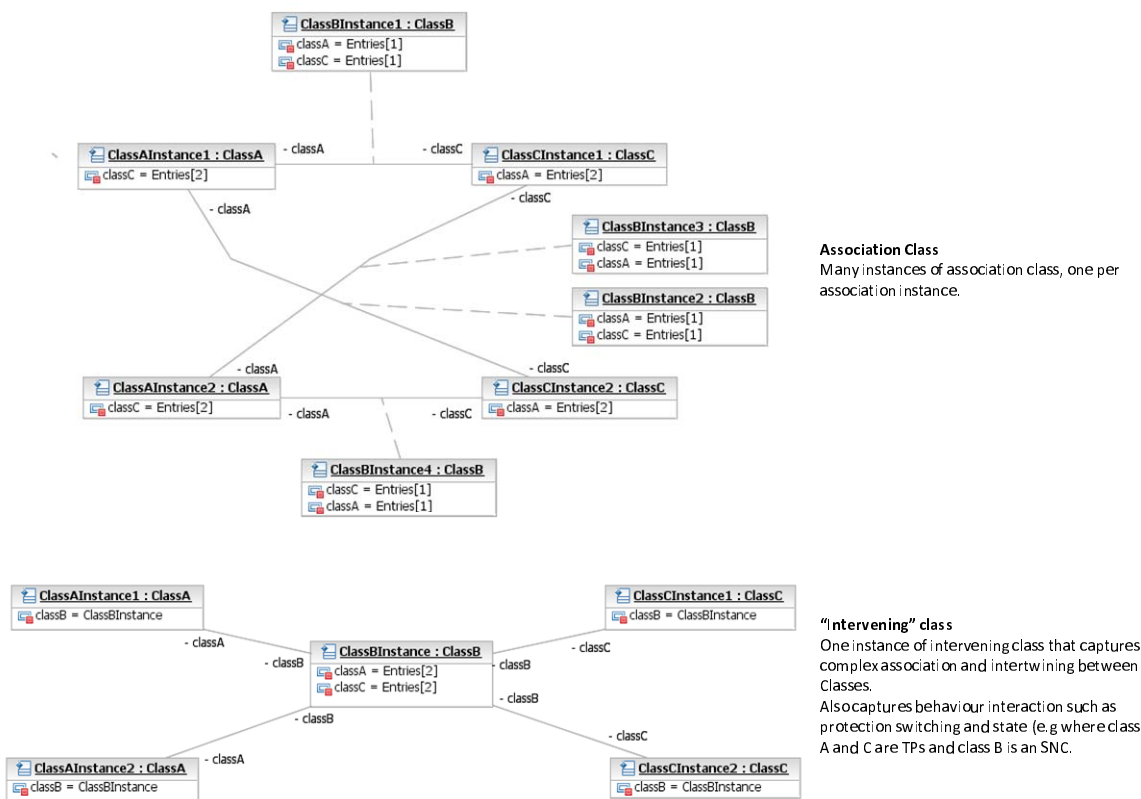 ClassBInstance1 : ClassB
classA = Entries[1]
classC = Entries[1]
ClassAInstance1 : ClassA
classC = Entries[2]
- classA
- classC
ClassCInstance1 : ClassC
classA = Entries[2]
- classA
- classC
ClassBInstance3 : ClassB
classC = Entries[1]
classA = Entries[1]
ClassBInstance2 : ClassB
classA = Entries[1]
classC = Entries[1]
Association Class
Many instances of association class, one per
association instance.
- classA
- classC
ClassAInstance2 : ClassA
classC = Entries[2]
- classA
- classC
ClassCInstance2 : ClassC
classA = Entries[2]
ClassBInstance4 : ClassB
classC = Entries[1]
classA = Entries[1]
ClassAInstance1 : ClassA
classB = ClassBInstance
- classA
- classB
ClassBInstance : ClassB
classA = Entries[2]
classC = Entries[2]
ClassCInstance1 : ClassC
classB = ClassBInstance
- classC
- classB
- classB
- classB
- classA
- classC
ClassAInstance2 : ClassA
classB = ClassBInstance
ClassCInstance2 : ClassC
classB = ClassBInstance
“Intervening” class
One instance of intervening class that captures
complex association and intertwining between
Classes.
Also captures behaviour interaction such as
protection switching and state (e.g where class
A and C are TPs and class B is an SNC.